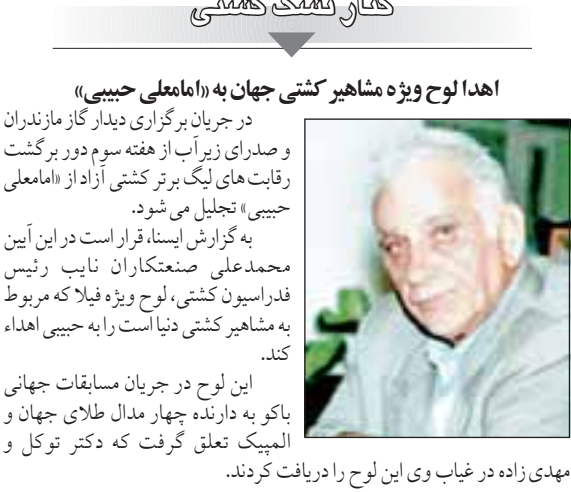 کنار تشک کشتی
اهدا لوح ویژه مشاهیر کشتی جهان به «امامعلی حبیبی»
در جریان برگزاری دیدار گاز مازندران
و صدرای زیرآب از هفته سوم دور برگشت
رقابت‌های لیگ برتر کشتی آزاد از «امامعلی
حبیبی» تجلیل می‌شود.
به گزارش ایسنا، قرار است در این آیین
محمدعلی صنعتکاران نایب رئیس
فدراسیون کشتی، لوح ویژه فیلا که مربوط
به مشاهیر کشتی دنیا است را به حبیبی اهداء
کند.
این لوح در جریان مسابقات جهانی
باکو به دارنده چهار مدال طلای جهان و
المپیک تعلق گرفت که دکتر توکل و
مهدی زاده در غیاب وی این لوح را دریافت کردند.